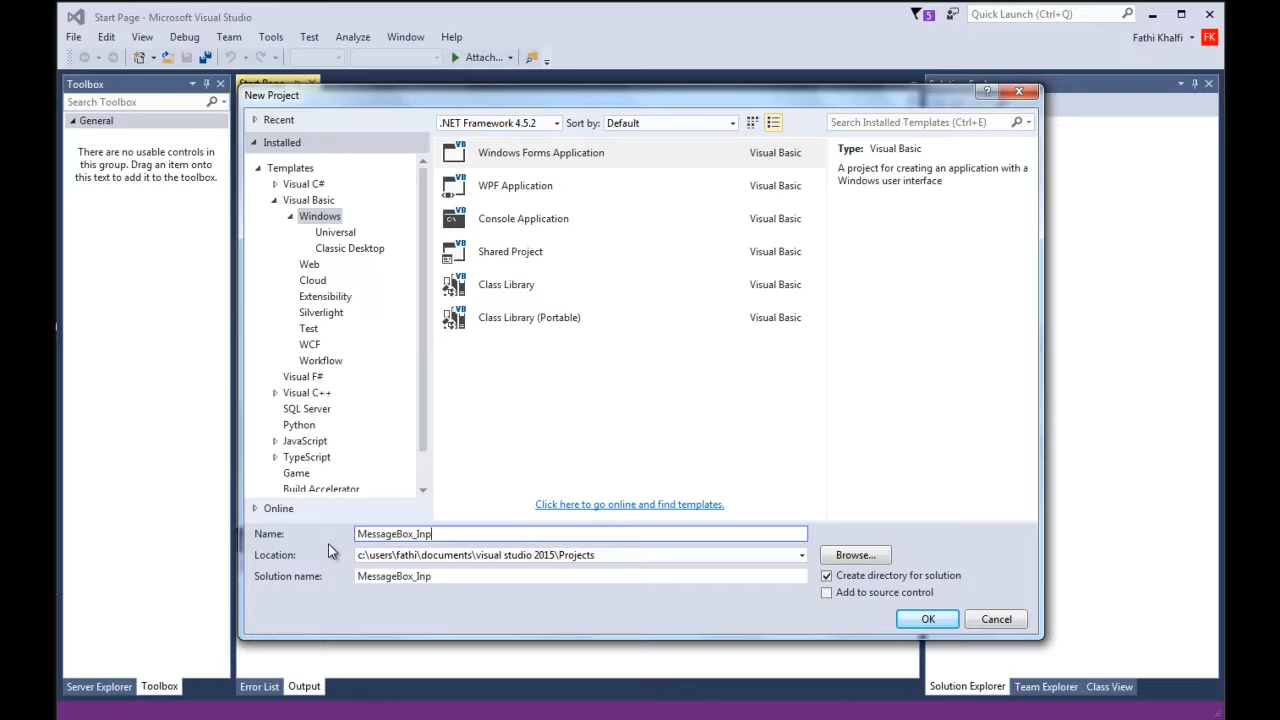 Start Page - Microsoft Visual Studio
5
Quick Launch (Ctrl+Q)
File Edit View Debug Team Tools Test Analyze Window Help
Fathi Khalfi
FK
Attach...
Toolbox
Search Toolbox
General
There are no usable controls in
this group. Drag an item onto
this text to add it to the toolbox.
New Project
?
Recent
.NET Framework 4.5.2
Sort by:
Default
Search Installed Templates (Ctrl+E)
Installed
Templates
Visual C#
Visual Basic
Windows
Universal
Classic Desktop
Web
Cloud
Extensibility
Silverlight
Test
WCF
Workflow
Visual F#
Visual C++
SQL Server
Python
JavaScript
TypeScript
Game
Build Accelerator
Online
VB
Windows Forms Application Visual Basic
VB
WPF Application Visual Basic
VB
C:\
Console Application Visual Basic
VB
Shared Project Visual Basic
VB
Class Library Visual Basic
VB
Class Library (Portable) Visual Basic
Click here to go online and find templates.
Type: Visual Basic
A project for creating an application with a
Windows user interface
Name: MessageBox_Inp
Location: c:\users\fathi\documents\visual studio 2015\Projects
Browse...
Solution name: MessageBox_Inp
Create directory for solution
Add to source control
OK
Cancel
Server Explorer Toolbox
Error List Output
Solution Explorer Team Explorer Class View